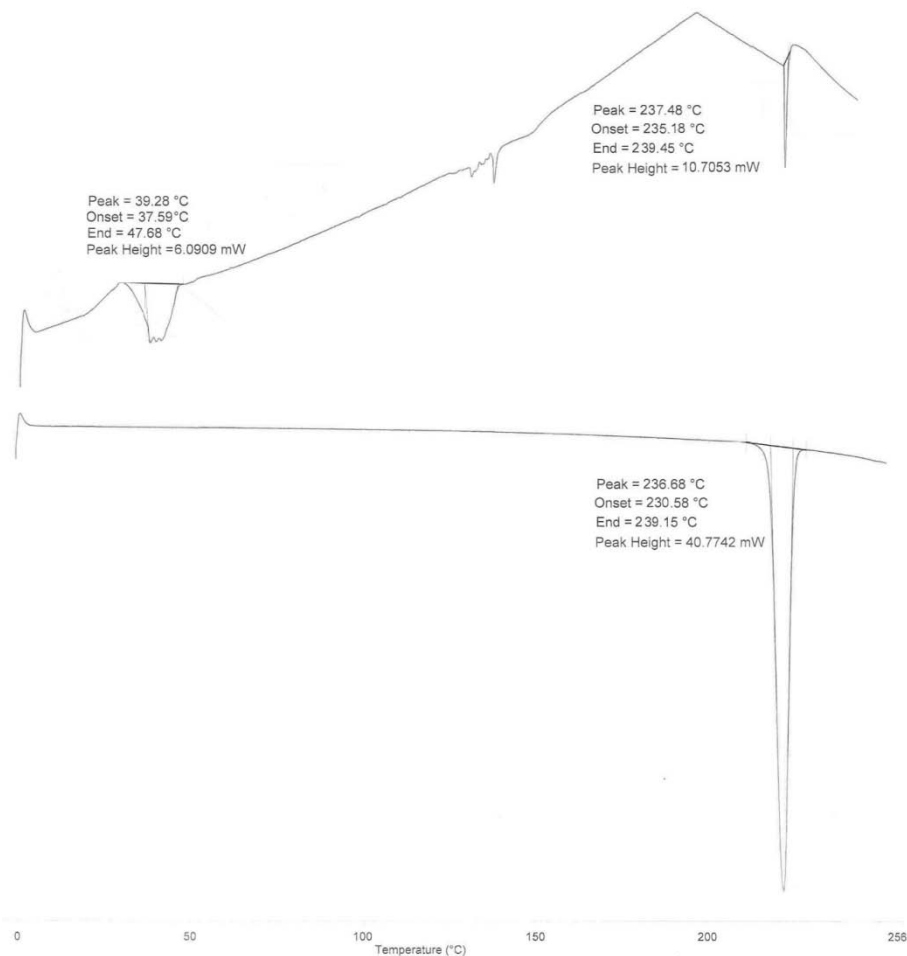 Peak = 237.48 °C
Onset = 235.18 °C
End = 239.45 °C
Peak Height = 10.7053 mW
Peak = 39.28 °C
Onset = 37.59°C
End = 47.68 °C
Peak Height =6.0909 mW
Peak = 236.68 °C
Onset = 230.58 °C
End = 239.15 °C
Peak Height = 40.7742 mW
0 50 100 150 200 256
Temperature (°C)